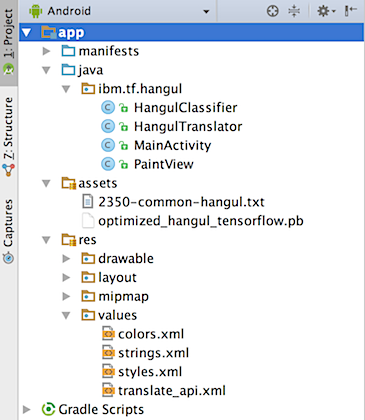 Android
1: Project
Z: Structure
Captures
app
manifests
java
ibm.tf.hangul
HangulClassifier
HangulTranslator
MainActivity
PaintView
assets
2350-common-hangul.txt
optimized_hangul_tensorflow.pb
res
drawable
layout
mipmap
values
colors.xml
strings.xml
styles.xml
translate_api.xml
Gradle Scripts